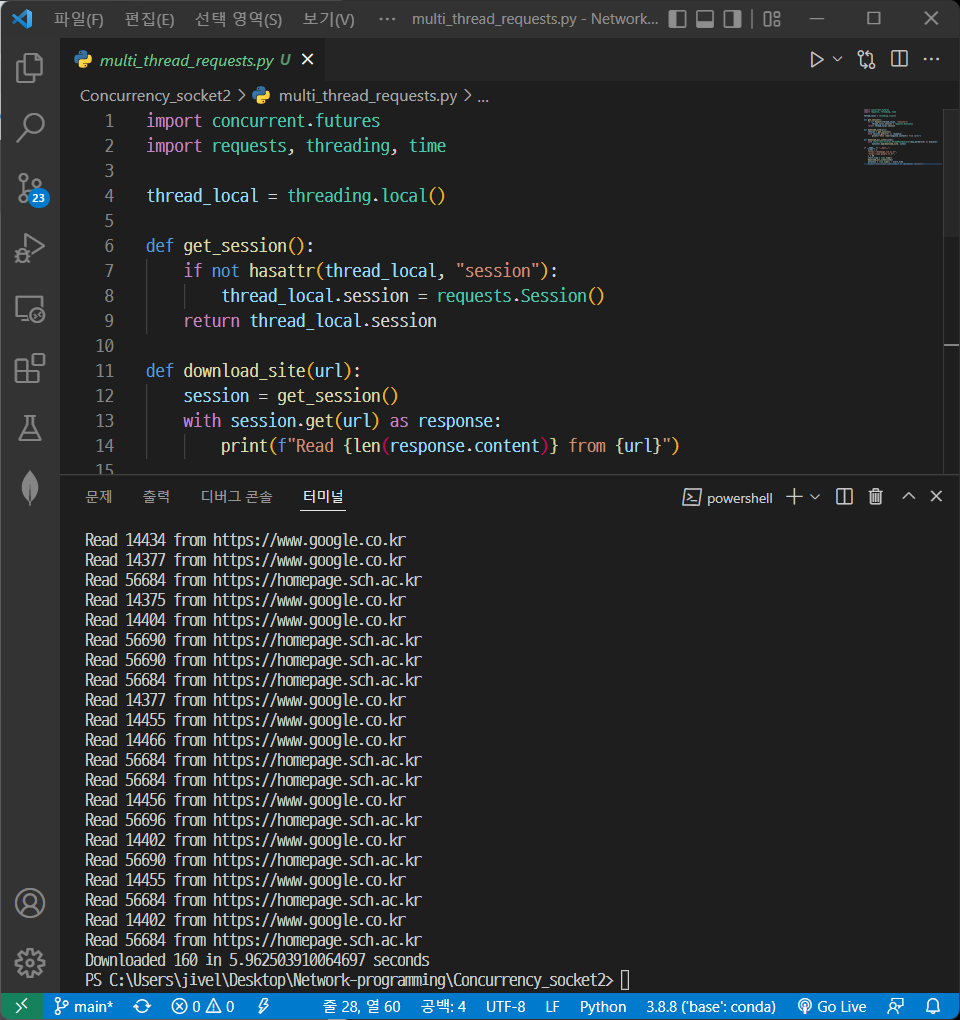 파일(F) 편집(E) 선택 영역(S) 보기(V) ··· multi_thread_requests.py - Network...
multi_thread_requests.py U
Concurrency_socket2 > multi_thread_requests.py > ...
1 import concurrent.futures
2 import requests, threading, time
3
4 thread_local = threading.local()
5
6 def get_session():
7 if not hasattr(thread_local, "session"):
8 thread_local.session = requests.Session()
9 return thread_local.session
10
11 def download_site(url):
12 session = get_session()
13 with session.get(url) as response:
14 print(f"Read {len(response.content)} from {url}")
15
23
문제 출력 디버그 콘솔 터미널 powershell
Read 14434 from https://www.google.co.kr
Read 14377 from https://www.google.co.kr
Read 56684 from https://homepage.sch.ac.kr
Read 14375 from https://www.google.co.kr
Read 14404 from https://www.google.co.kr
Read 56690 from https://homepage.sch.ac.kr
Read 56690 from https://homepage.sch.ac.kr
Read 56684 from https://homepage.sch.ac.kr
Read 14377 from https://www.google.co.kr
Read 14455 from https://www.google.co.kr
Read 14466 from https://www.google.co.kr
Read 56684 from https://homepage.sch.ac.kr
Read 56684 from https://homepage.sch.ac.kr
Read 14456 from https://www.google.co.kr
Read 56696 from https://homepage.sch.ac.kr
Read 14402 from https://www.google.co.kr
Read 56690 from https://homepage.sch.ac.kr
Read 14455 from https://www.google.co.kr
Read 56684 from https://homepage.sch.ac.kr
Read 14402 from https://www.google.co.kr
Read 56684 from https://homepage.sch.ac.kr
Downloaded 160 in 5.962503910064697 seconds
PS C:\Users\jivel\Desktop\Network-programming\Concurrency_socket2>
main* 0 0 줄 28, 열 60 공백: 4 UTF-8 LF Python 3.8.8 ('base': conda) Go Live